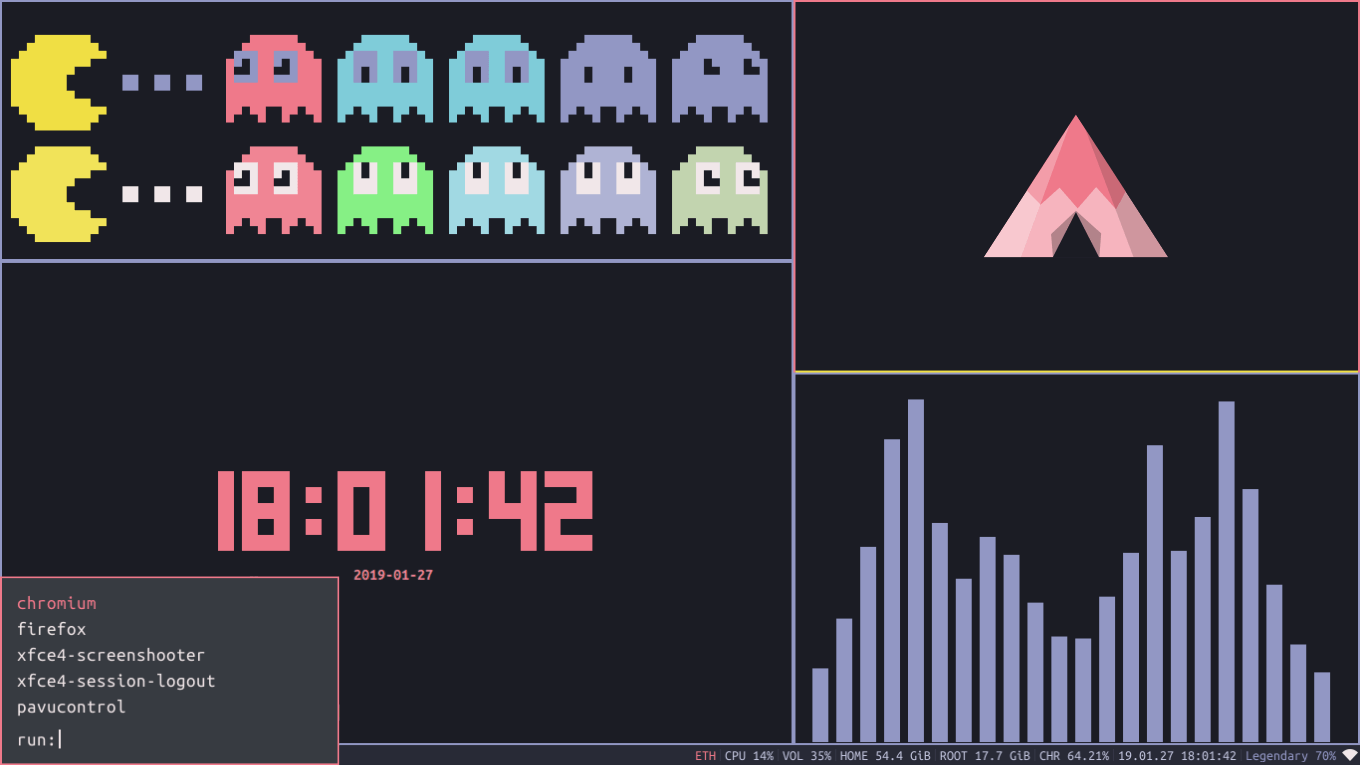 18:01:42
2019-01-27
chromium
firefox
xfce4-screenshooter
xfce4-session-logout
pavucontrol
run:
ETH CPU 14% VOL 35% HOME 54.4 GiB ROOT 17.7 GiB CHR 64.21% 19.01.27 18:01:42 Legendary 70%